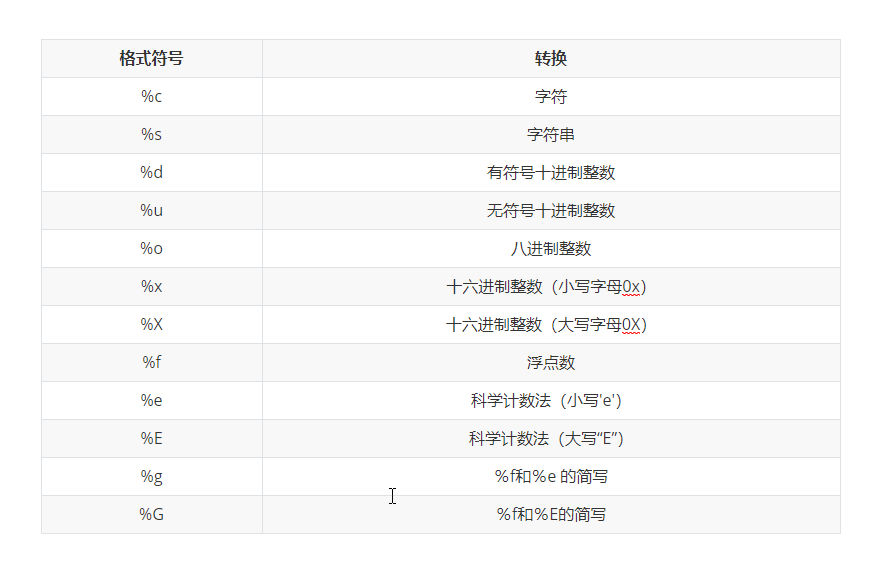 格式符号 转换
%c 字符
%s 字符串
%d 有符号十进制整数
%u 无符号十进制整数
%o 八进制整数
%x 十六进制整数（小写字母0x）
%X 十六进制整数（大写字母0X）
%f 浮点数
%e 科学计数法（小写'e'）
%E 科学计数法（大写“E”）
%g %f和%e 的简写
%G %f和%E的简写